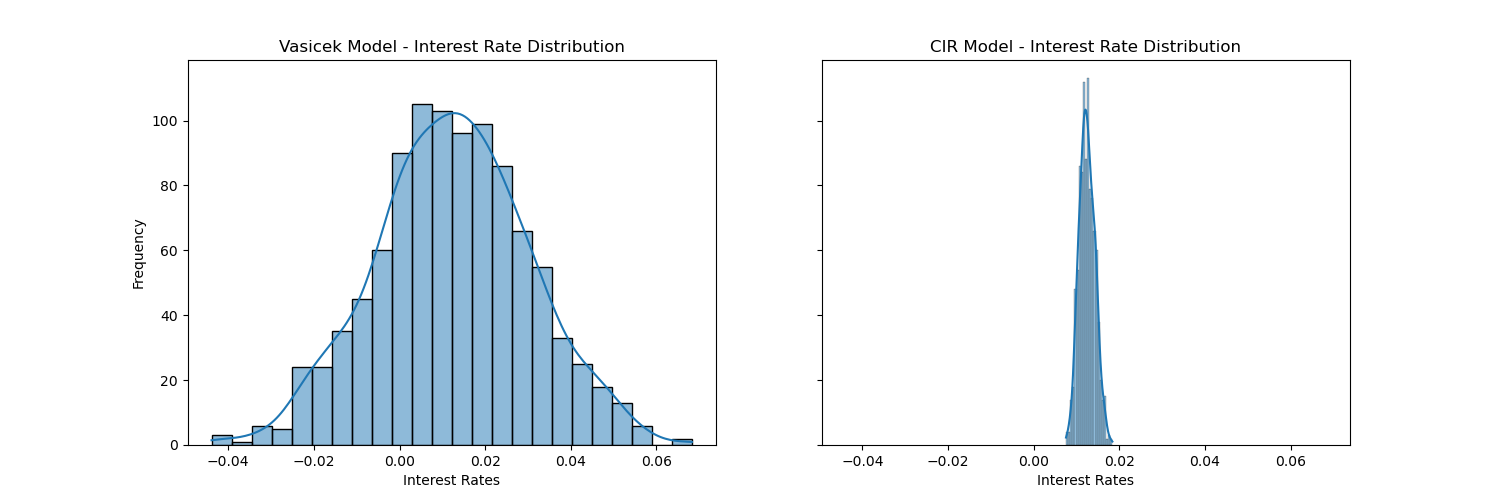 Vasicek Model - Interest Rate Distribution
CIR Model - Interest Rate Distribution
Frequency
100
80
60
40
20
0
−0.04 −0.02 0.00 0.02 0.04 0.06
Interest Rates
−0.04 −0.02 0.00 0.02 0.04 0.06
Interest Rates